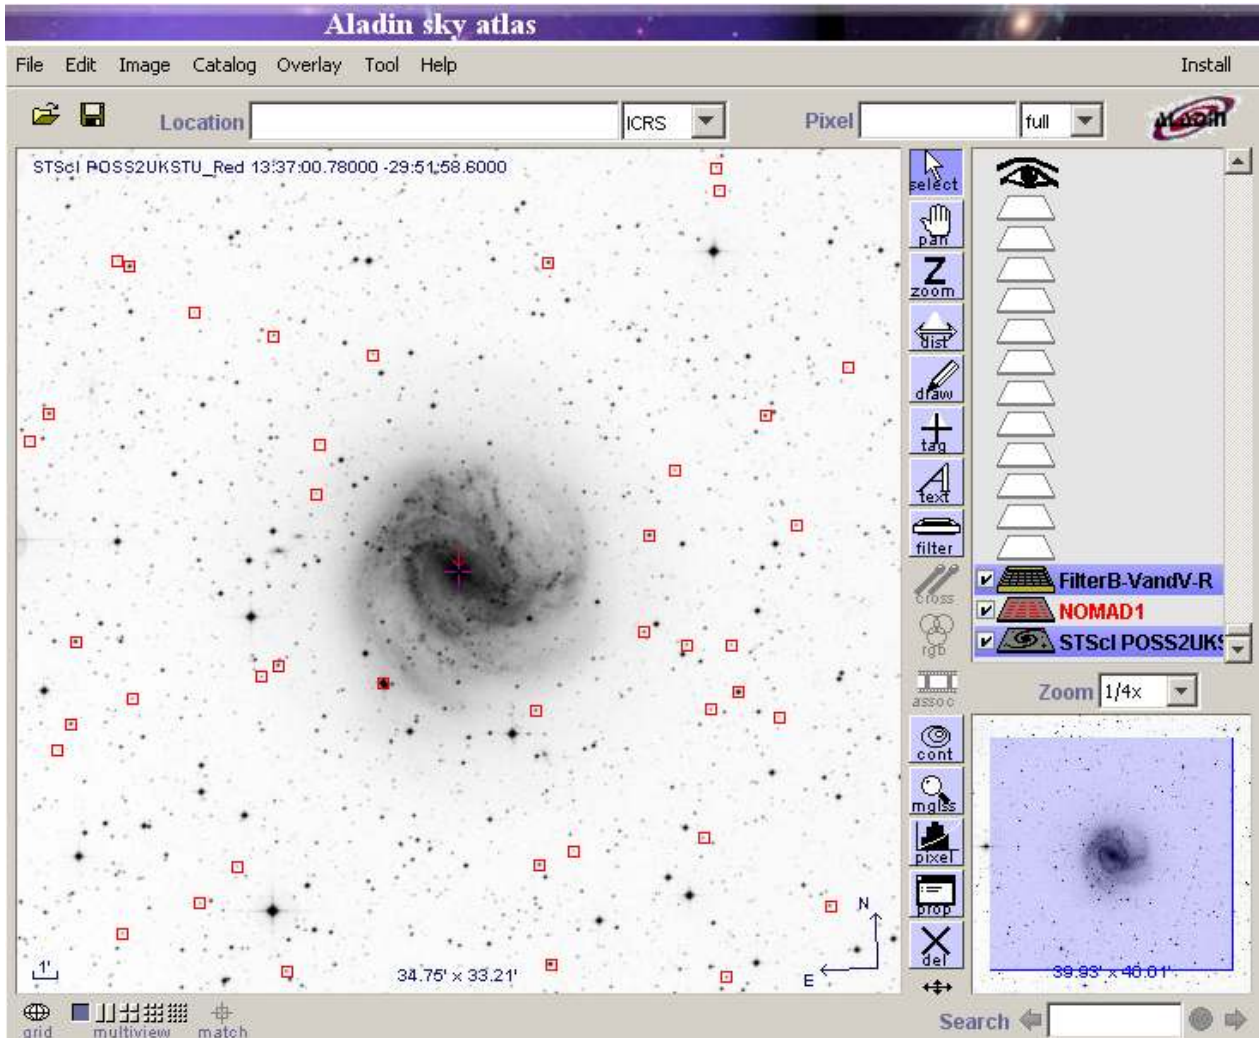 Aladin sky atlas
File Edit Image Catalog Overlay Tool Help Install
Location ICRS Pixel full ALADIN
STScI POSS2UKSTU_Red 13:37:00.78000 -29:51:58.6000
select
pan
Z
zoom
dist
draw
tag
text
filter
cross
rgb
assoc
cont
mglss
pixel
prop
del
FilterB-VandV-R
NOMAD1
STScI POSS2UKS
Zoom 1/4x
N
E
1'
34.75' x 33.21'
39.93' x 40.01'
grid multiview match
Search